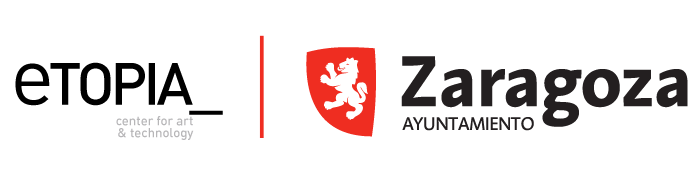 eTOPIA_
center for art
& technology
Zaragoza
AYUNTAMIENTO